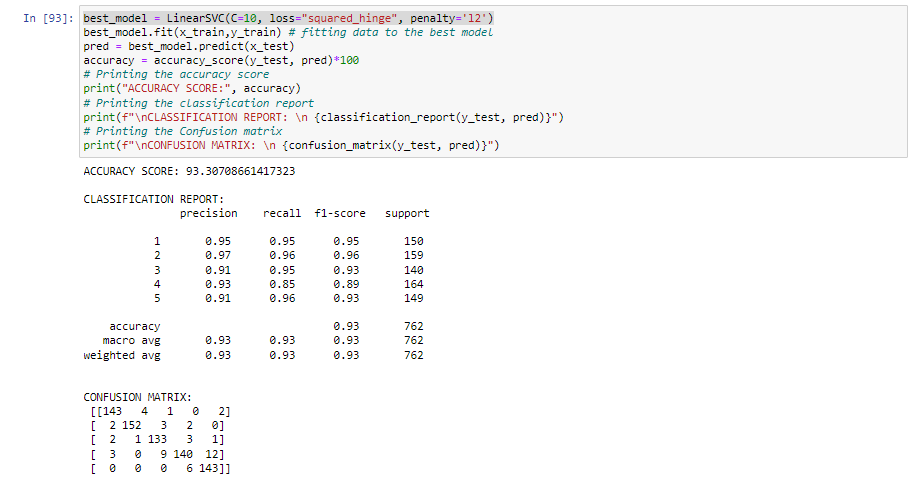 In [93]: best_model = LinearSVC(C=10, loss="squared_hinge", penalty='l2')
best_model.fit(x_train,y_train) # fitting data to the best model
pred = best_model.predict(x_test)
accuracy = accuracy_score(y_test, pred)*100
# Printing the accuracy score
print("ACCURACY SCORE:", accuracy)
# Printing the classification report
print(f"\nCLASSIFICATION REPORT: \n {classification_report(y_test, pred)}")
# Printing the Confusion matrix
print(f"\nCONFUSION MATRIX: \n {confusion_matrix(y_test, pred)}")
ACCURACY SCORE: 93.30708661417323
CLASSIFICATION REPORT:
precision recall f1-score support
1 0.95 0.95 0.95 150
2 0.97 0.96 0.96 159
3 0.91 0.95 0.93 140
4 0.93 0.85 0.89 164
5 0.91 0.96 0.93 149
accuracy 0.93 762
macro avg 0.93 0.93 0.93 762
weighted avg 0.93 0.93 0.93 762
CONFUSION MATRIX:
[[143 4 1 0 2]
[ 2 152 3 2 0]
[ 2 1 133 3 1]
[ 3 0 9 140 12]
[ 0 0 0 6 143]]